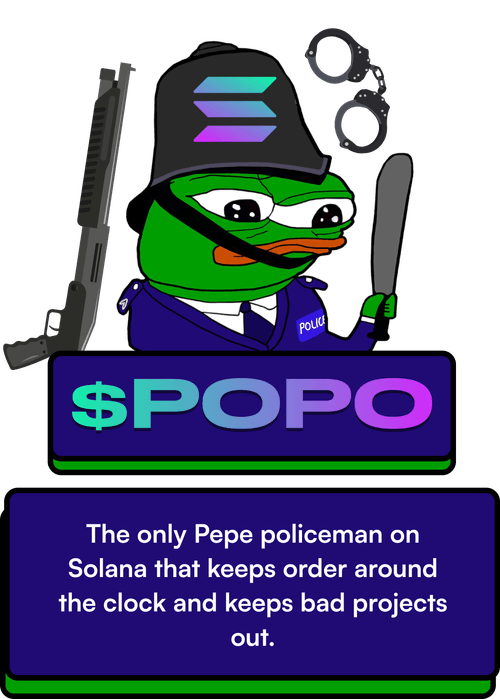 POLICE
$POPO
The only Pepe policeman on
Solana that keeps order around
the clock and keeps bad projects
out.